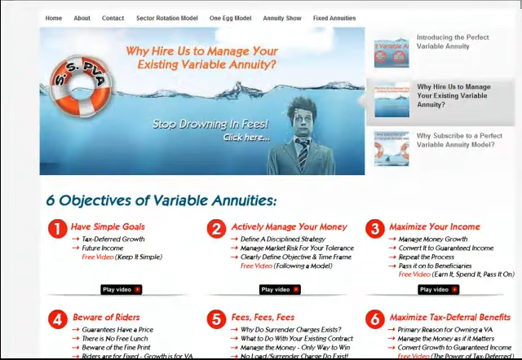 Home About Contact Sector Rotation Model One Egg Model Annuity Show Fixed Annuities
Why Hire Us to Manage Your
Existing Variable Annuity?
S. S. PVA
Stop Drowning In Fees!
Click here...
Introducing the Perfect
Variable Annuity
Why Hire Us to Manage
Your Existing Variable
Annuity?
Why Subscribe to a Perfect
Variable Annuity Model?
6 Objectives of Variable Annuities:
1 Have Simple Goals
Tax-Deferred Growth
Future Income
Free Video (Keep It Simple)
Play video
2 Actively Manage Your Money
Define A Disciplined Strategy
Manage Market Risk For Your Tolerance
Clearly Define Objective & Time Frame
Free Video (Following a Model)
Play video
3 Maximize Your Income
Manage Money Growth
Convert It to Guaranteed Income
Repeat the Process
Pass it on to Beneficiaries
Free Video (Earn It, Spend It, Pass It On)
Play video
4 Beware of Riders
Guarantees Have a Price
There is No Free Lunch
Beware of the Fine Print
Riders are Fixed - Growth is VA
5 Fees, Fees, Fees
Why Do Surrender Charges Exists?
What to Do With Your Existing Contract
Manage the Money - Only Way to Win
No Load/Surrender Charge Do Exist!
6 Maximize Tax-Deferral Benefits
Primary Reason for Owning a VA
Manage the Money as if it Matters
Convert Growth to Guarantee Income
Free Video (The Power of Tax-Deferral)